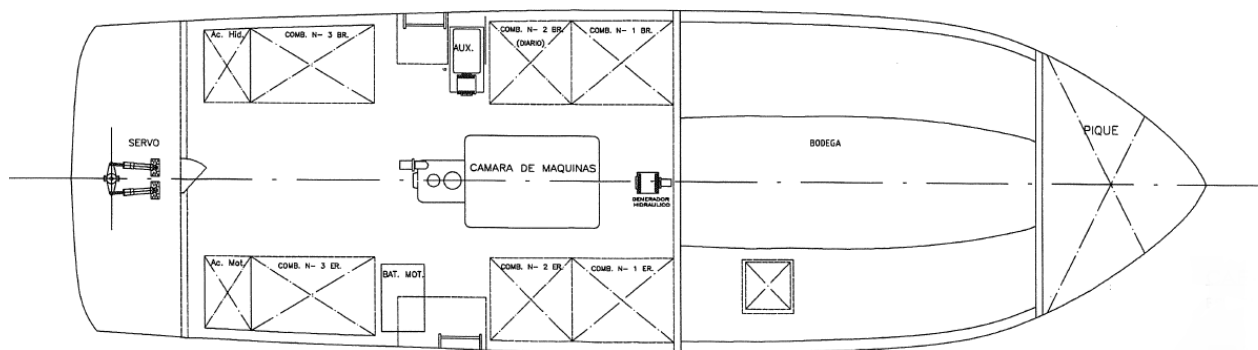 Ac. Hid.
COMB. N- 3 BR.
AUX.
COMB. N- 2 BR.
(DIARIO)
COMB. N- 1 BR.
SERVO
CAMARA DE MAQUINAS
GENERADOR
HIDRAULICO
BODEGA
PIQUE
Ac. Mot.
COMB. N- 3 ER.
BAT. MOT.
COMB. N- 2 ER.
COMB. N- 1 ER.